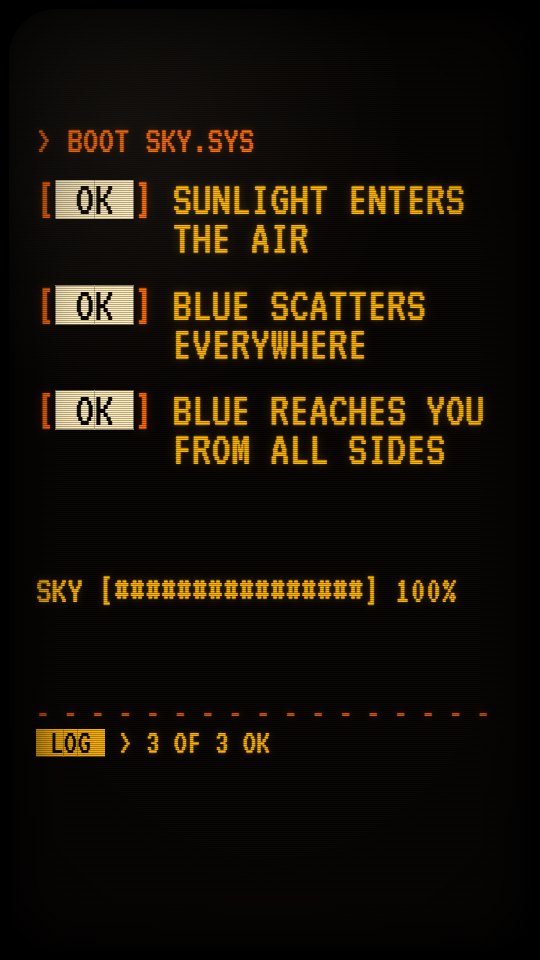 > BOOT SKY.SYS
[ OK ] SUNLIGHT ENTERS
THE AIR
[ OK ] BLUE SCATTERS
EVERYWHERE
[ OK ] BLUE REACHES YOU
FROM ALL SIDES
SKY [################] 100%
- - - - - - - - - - - - - - - - -
LOG > 3 OF 3 OK